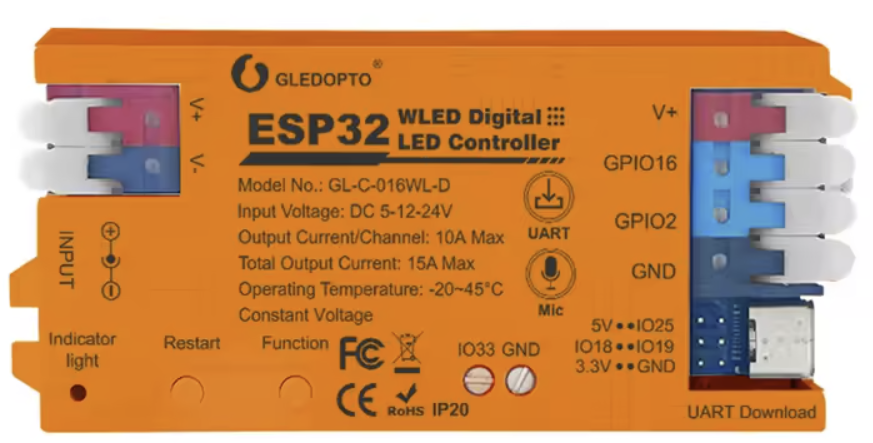 GLEDOPTO®
ESP32 WLED Digital
LED Controller
Model No.: GL-C-016WL-D
Input Voltage: DC 5-12-24V
Output Current/Channel: 10A Max
Total Output Current: 15A Max
Operating Temperature: -20~45°C
Constant Voltage
V+
V-
INPUT
Indicator
light
Restart
Function
UART
Mic
FC
CE
RoHS
IP20
IO33 GND
V+
GPIO16
GPIO2
GND
5V••IO25
IO18••IO19
3.3V••GND
UART Download